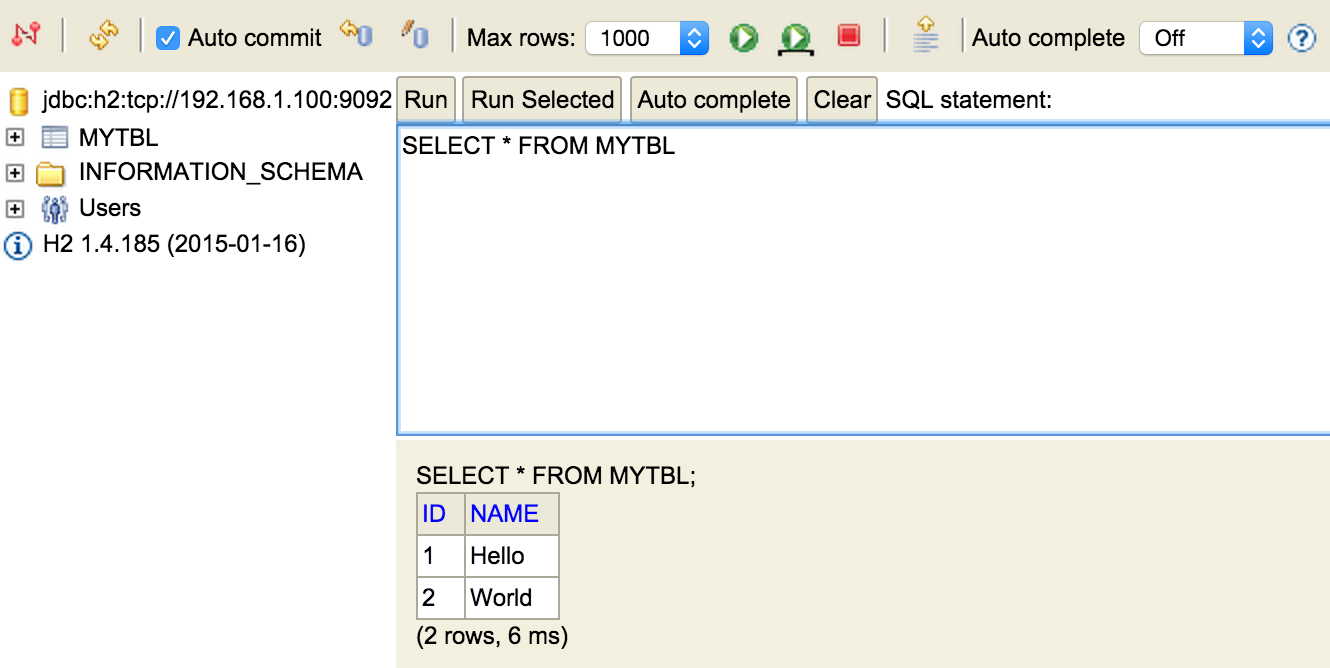 Auto commit Max rows: 1000 Auto complete Off ?
jdbc:h2:tcp://192.168.1.100:9092
MYTBL
INFORMATION_SCHEMA
Users
H2 1.4.185 (2015-01-16)
Run Run Selected Auto complete Clear SQL statement:
SELECT * FROM MYTBL
SELECT * FROM MYTBL;
ID NAME
1 Hello
2 World
(2 rows, 6 ms)